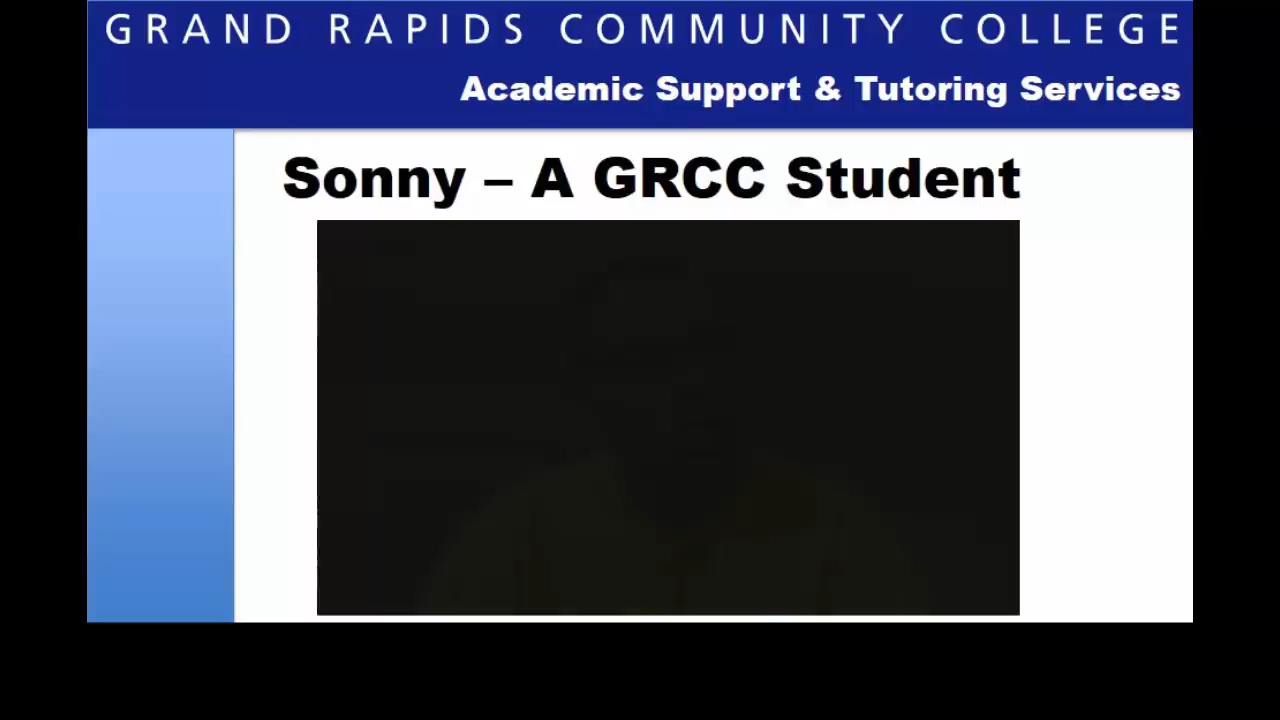 GRAND RAPIDS COMMUNITY COLLEGE
Academic Support & Tutoring Services
Sonny – A GRCC Student